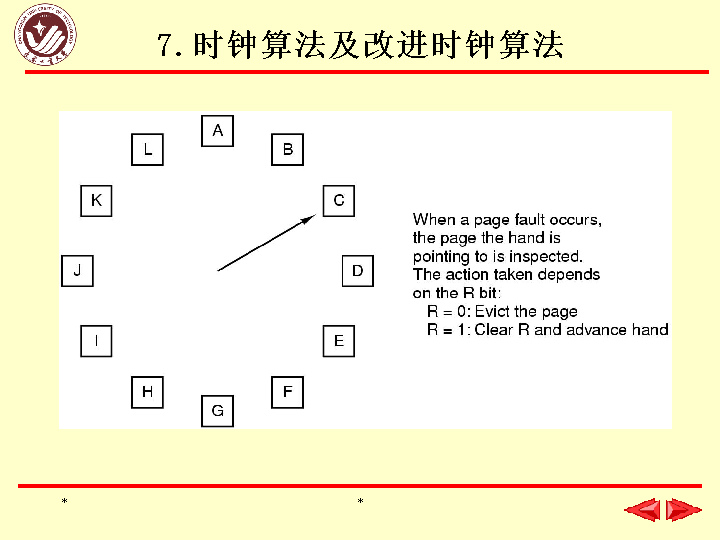 7.时钟算法及改进时钟算法
A
L
B
K
C
When a page fault occurs,
the page the hand is
pointing to is inspected.
The action taken depends
on the R bit:
R = 0: Evict the page
R = 1: Clear R and advance hand
J
D
I
E
H
F
G
*
*